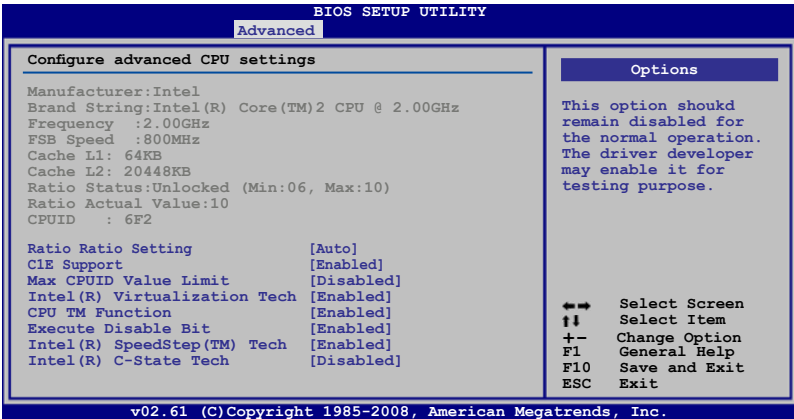 BIOS SETUP UTILITY
Advanced
Configure advanced CPU settings
Manufacturer:Intel
Brand String:Intel(R) Core(TM)2 CPU @ 2.00GHz
Frequency :2.00GHz
FSB Speed :800MHz
Cache L1: 64KB
Cache L2: 20448KB
Ratio Status:Unlocked (Min:06, Max:10)
Ratio Actual Value:10
CPUID : 6F2
Ratio Ratio Setting [Auto]
C1E Support [Enabled]
Max CPUID Value Limit [Disabled]
Intel(R) Virtualization Tech [Enabled]
CPU TM Function [Enabled]
Execute Disable Bit [Enabled]
Intel(R) SpeedStep(TM) Tech [Enabled]
Intel(R) C-State Tech [Disabled]
Options
This option shoukd
remain disabled for
the normal operation.
The driver developer
may enable it for
testing purpose.
←→ Select Screen
↑↓ Select Item
+- Change Option
F1 General Help
F10 Save and Exit
ESC Exit
v02.61 (C)Copyright 1985-2008, American Megatrends, Inc.